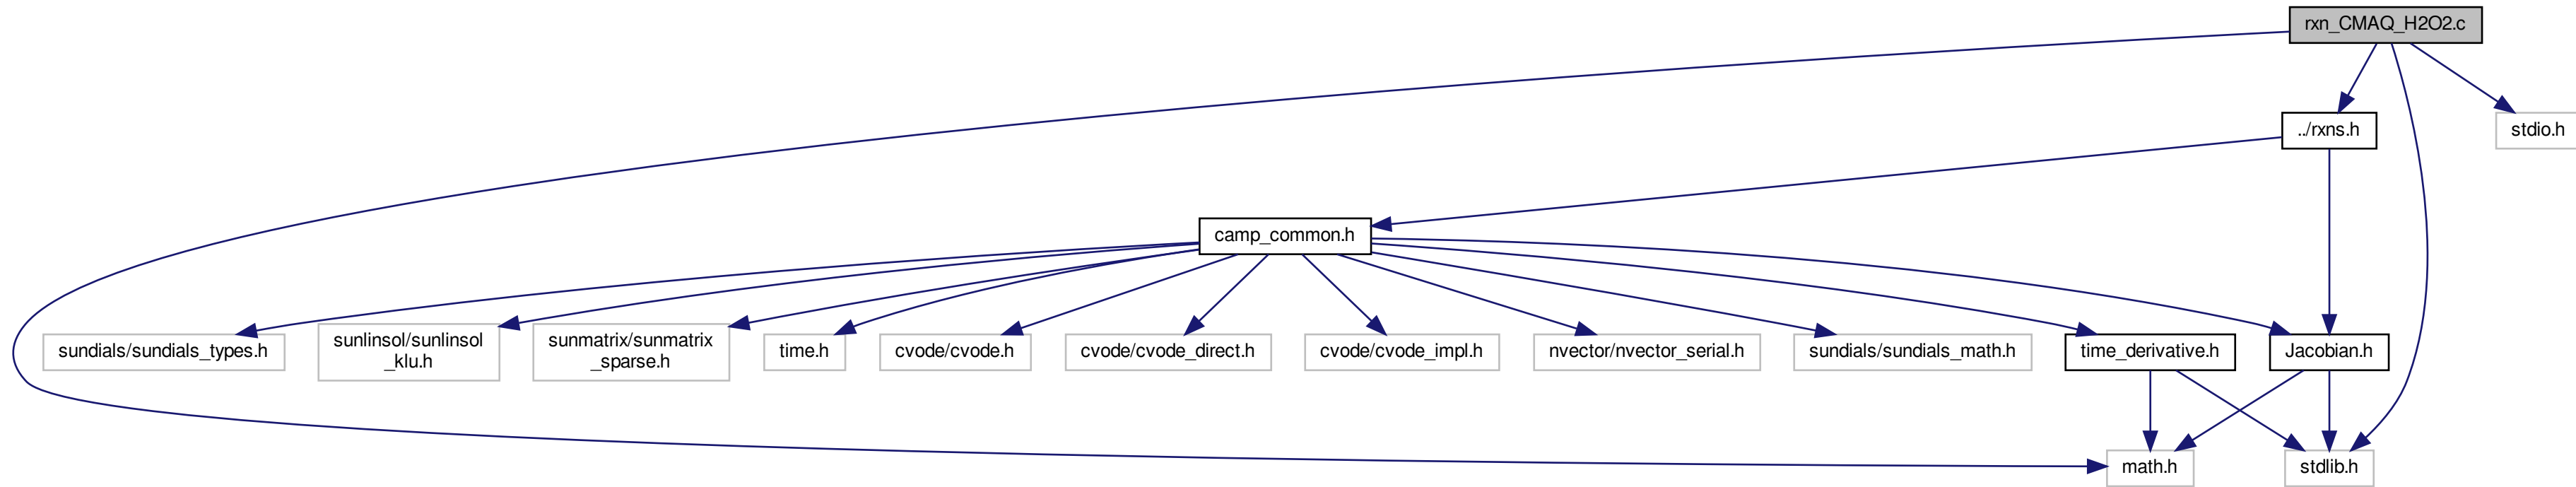 rxn_CMAQ_H2O2.c
../rxns.h
stdio.h
camp_common.h
sundials/sundials_types.h
sunlinsol/sunlinsol
_klu.h
sunmatrix/sunmatrix
_sparse.h
time.h
cvode/cvode.h
cvode/cvode_direct.h
cvode/cvode_impl.h
nvector/nvector_serial.h
sundials/sundials_math.h
time_derivative.h
Jacobian.h
math.h
stdlib.h